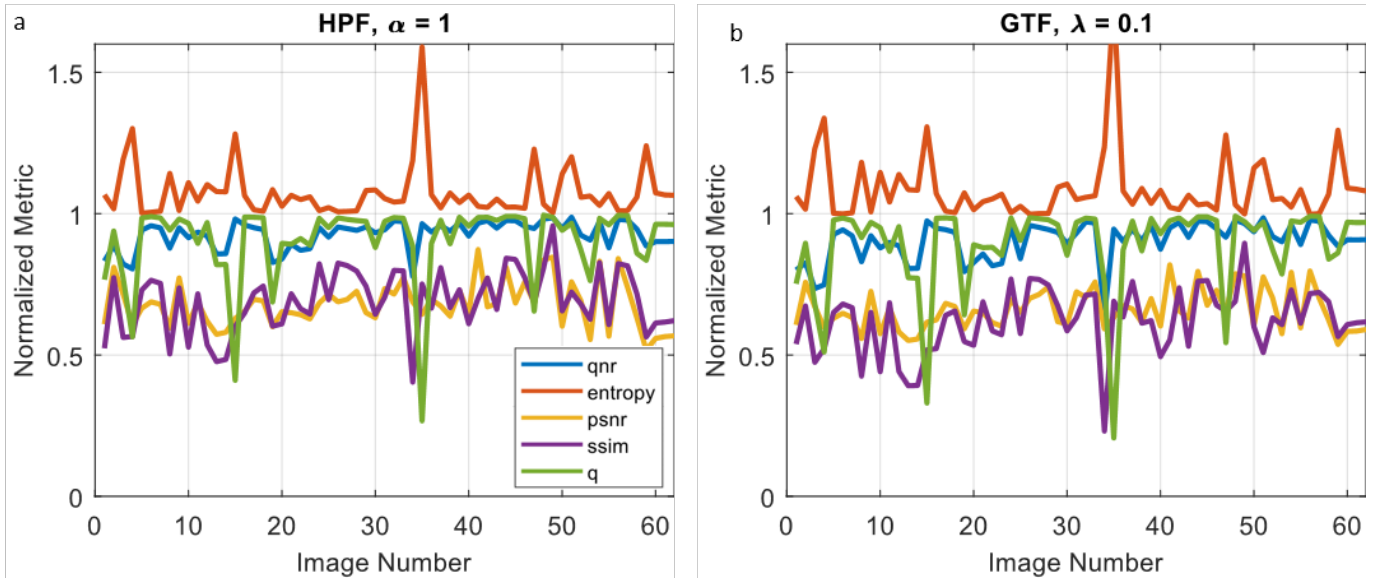 a
HPF, α = 1
1.5
1
0.5
0
Normalized Metric
0 10 20 30 40 50 60
Image Number
qnr
entropy
psnr
ssim
q
b
GTF, λ = 0.1
1.5
1
0.5
0
Normalized Metric
0 10 20 30 40 50 60
Image Number